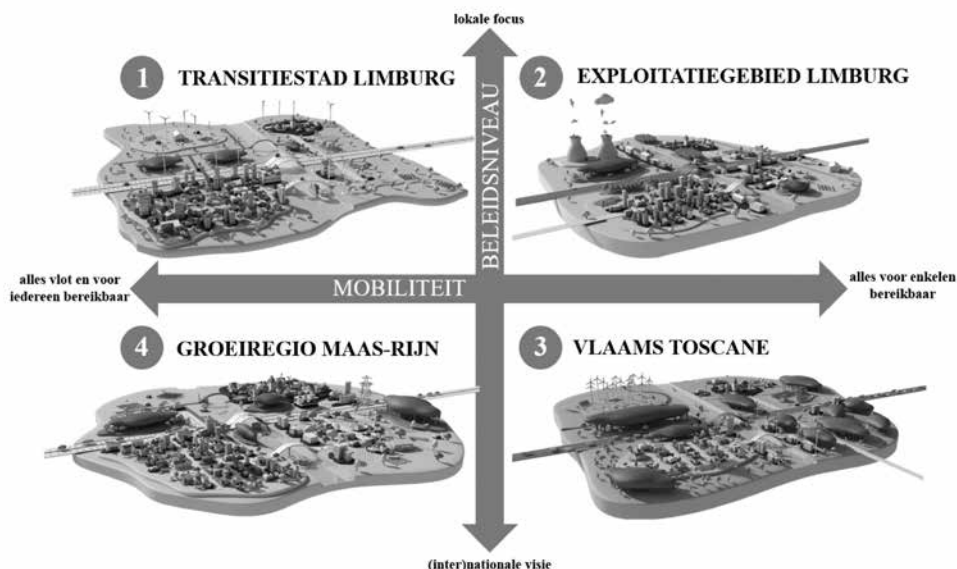 lokale focus
1 TRANSITIESTAD LIMBURG
2 EXPLOITATIEGEBIED LIMBURG
BELEIDSNIVEAU
alles vlot en voor
iedereen bereikbaar
MOBILITEIT
alles voor enkelen
bereikbaar
4 GROEIREGIO MAAS-RIJN
3 VLAAMS TOSCANE
(inter)nationale visie